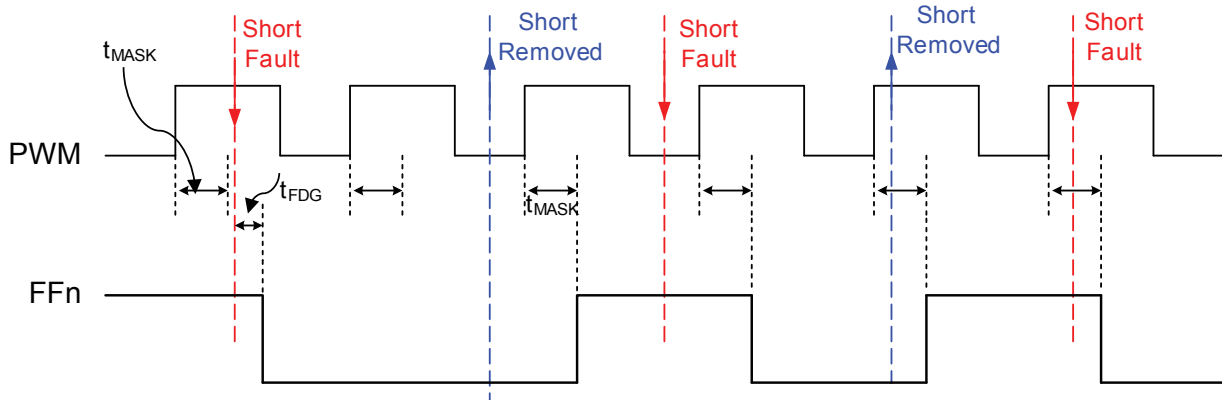 Short
Fault
Short
Removed
Short
Fault
Short
Removed
Short
Fault
tMASK
PWM
tFDG
tMASK
FFn